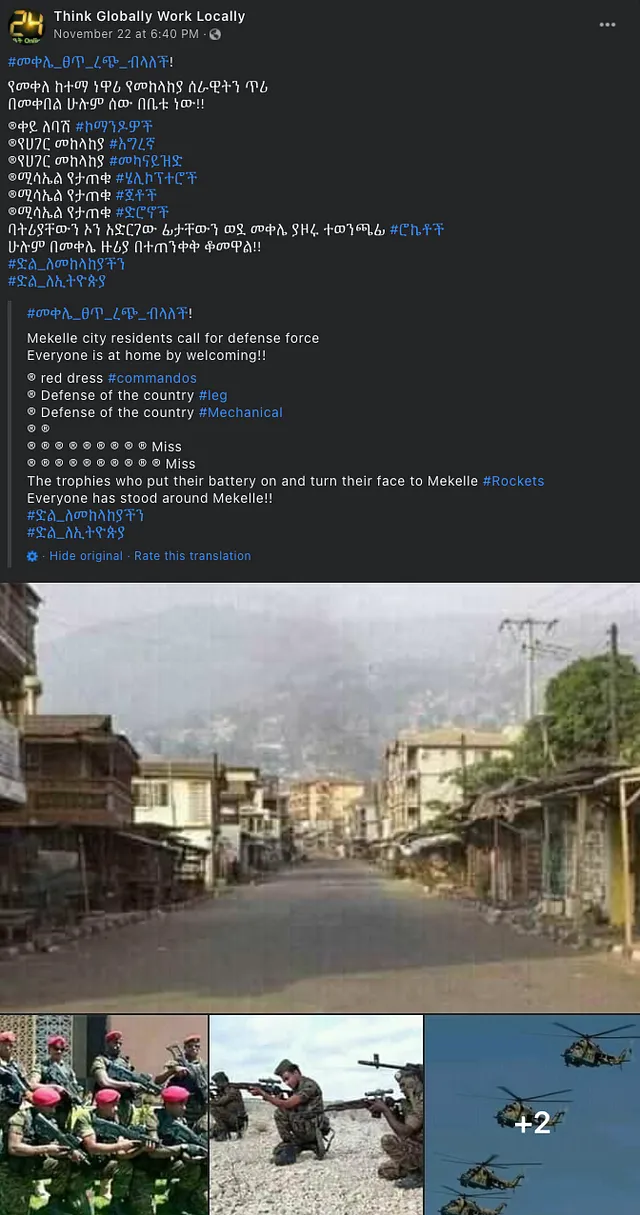 24
Think Globally Work Locally
November 22 at 6:40 PM ·
#መቀሌ_ፀጥ_ረጭ_ብላለች!
የመቀለ ከተማ ነዋሪ የመከላከያ ሰራዊትን ጥሪ
በመቀበል ሁሉም ሰው በቤቱ ነው!!
®ቀይ ለባሽ #ኮማንዶዎች
®የሀገር መከላከያ #እግረኛ
®የሀገር መከላከያ #መካናይዝድ
®ሚሳኤል የታጠቁ #ሄሊኮፕተሮች
®ሚሳኤል የታጠቁ #ጀቶች
®ሚሳኤል የታጠቁ #ድሮኖች
ባትሪያቸውን ኦን አድርገው ፊታቸውን ወደ መቀሌ ያዞሩ ተወንጫፊ #ሮኬቶች
ሁሉም በመቀሌ ዙሪያ በተጠንቀቅ ቆመዋል!!
#ድል_ለመከላከያችን
#ድል_ለኢትዮጵያ
#መቀሌ_ፀጥ_ረጭ_ብላለች!
Mekelle city residents call for defense force
Everyone is at home by welcoming!!
® red dress #commandos
® Defense of the country #leg
® Defense of the country #Mechanical
® ®
® ® ® ® ® ® ® ® ® Miss
® ® ® ® ® ® ® ® ® ® Miss
The trophies who put their battery on and turn their face to Mekelle #Rockets
Everyone has stood around Mekelle!!
#ድል_ለመከላከያችን
#ድል_ለኢትዮጵያ
· Hide original · Rate this translation
+2